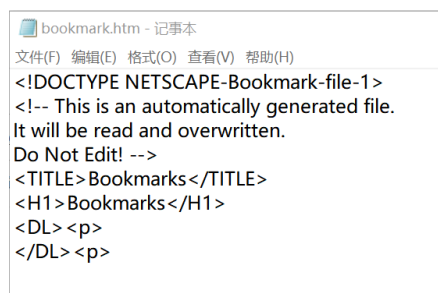 bookmark.htm - 记事本
文件(F) 编辑(E) 格式(O) 查看(V) 帮助(H)
<!DOCTYPE NETSCAPE-Bookmark-file-1>
<!-- This is an automatically generated file.
It will be read and overwritten.
Do Not Edit! -->
<TITLE>Bookmarks</TITLE>
<H1>Bookmarks</H1>
<DL><p>
</DL><p>